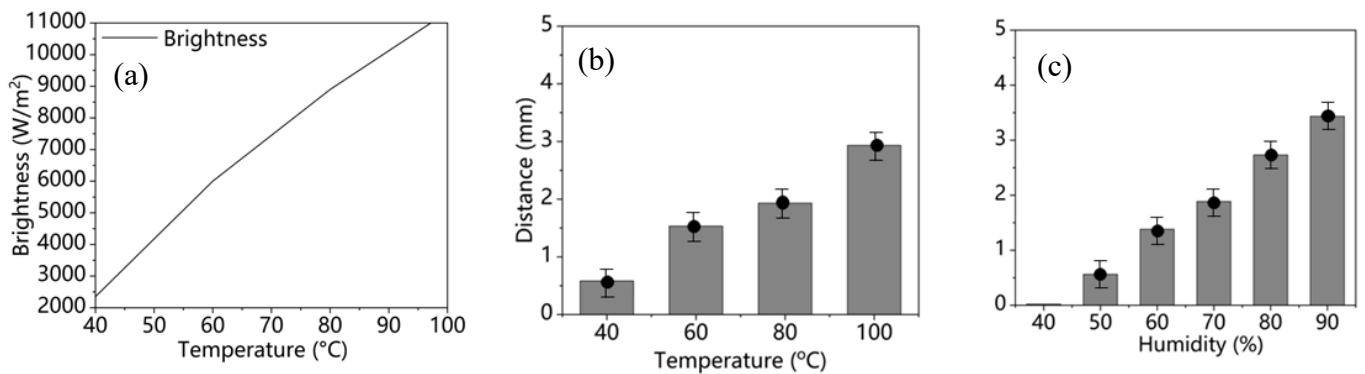 (a)
Brightness
Brightness (W/m²)
11000
10000
9000
8000
7000
6000
5000
4000
3000
2000
40 50 60 70 80 90 100
Temperature (°C)
(b)
Distance (mm)
5
4
3
2
1
0
40 60 80 100
Temperature (ºC)
(c)
5
4
3
2
1
0
40 50 60 70 80 90
Humidity (%)